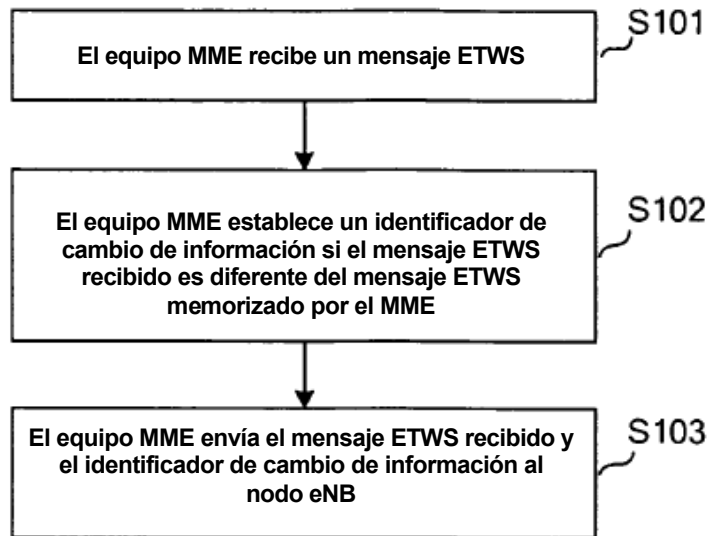 S101
El equipo MME recibe un mensaje ETWS
S102
El equipo MME establece un identificador de
cambio de información si el mensaje ETWS
recibido es diferente del mensaje ETWS
memorizado por el MME
S103
El equipo MME envía el mensaje ETWS recibido y
el identificador de cambio de información al
nodo eNB